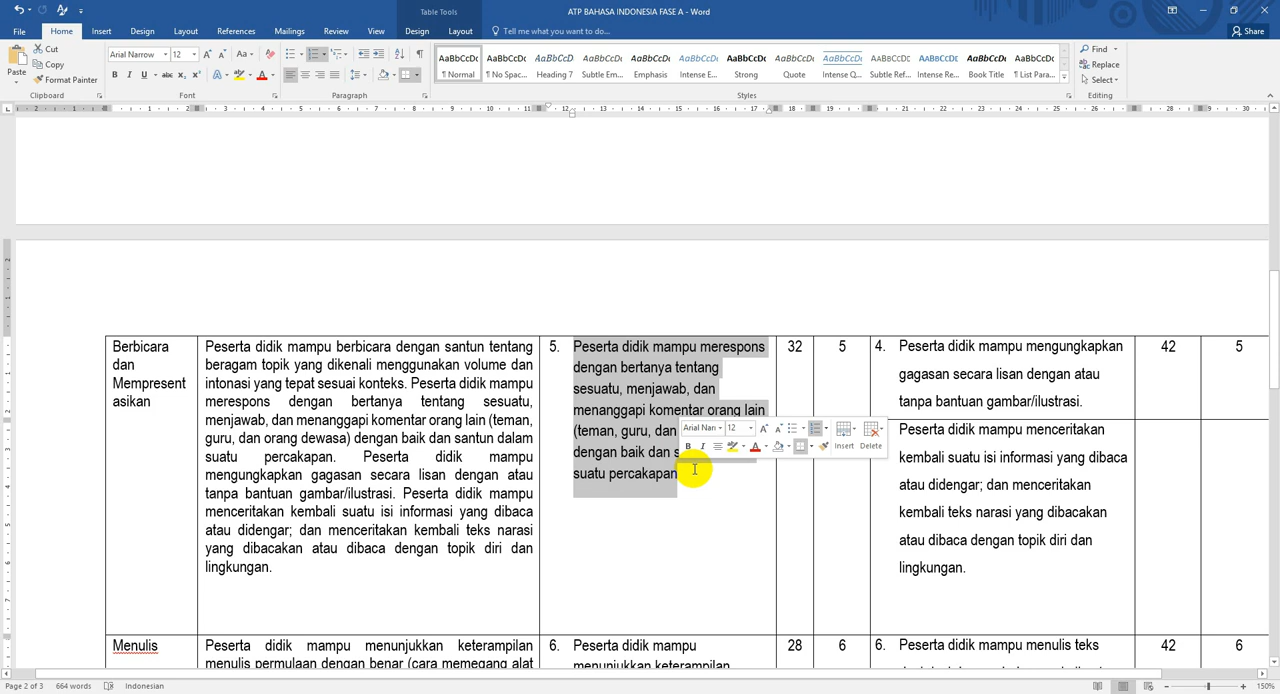 ATP BAHASA INDONESIA FASE A - Word
Table Tools
File Home Insert Design Layout References Mailings Review View Design Layout Tell me what you want to do... Share
Paste
Cut
Copy
Format Painter
Clipboard
Arial Narrow 12
Font
Paragraph
AaBbCcDc AaBbCcDc AaBbCcD AaBbCcDc AaBbCcDc AaBbCcDc AaBbCcDc AaBbCcDc AaBbCcDc AABBCCDC AABBCCDC AaBbCcDc AaBbCcDc
¶ Normal ¶ No Spac... Heading 7 Subtle Em... Emphasis Intense E... Strong Quote Intense Q... Subtle Ref... Intense Re... Book Title ¶ List Para...
Styles
Find
Replace
Select
Editing
Berbicara
dan
Mempresent
asikan
Peserta didik mampu berbicara dengan santun tentang
beragam topik yang dikenali menggunakan volume dan
intonasi yang tepat sesuai konteks. Peserta didik mampu
merespons dengan bertanya tentang sesuatu,
menjawab, dan menanggapi komentar orang lain (teman,
guru, dan orang dewasa) dengan baik dan santun dalam
suatu percakapan. Peserta didik mampu
mengungkapkan gagasan secara lisan dengan atau
tanpa bantuan gambar/ilustrasi. Peserta didik mampu
menceritakan kembali suatu isi informasi yang dibaca
atau didengar; dan menceritakan kembali teks narasi
yang dibacakan atau dibaca dengan topik diri dan
lingkungan.
5. Peserta didik mampu merespons
dengan bertanya tentang
sesuatu, menjawab, dan
menanggapi komentar orang lain
(teman, guru, dan
dengan baik dan s
suatu percakapan
32
5
4. Peserta didik mampu mengungkapkan
gagasan secara lisan dengan atau
tanpa bantuan gambar/ilustrasi.
42
5
Peserta didik mampu menceritakan
kembali suatu isi informasi yang dibaca
atau didengar; dan menceritakan
kembali teks narasi yang dibacakan
atau dibaca dengan topik diri dan
lingkungan.
Arial Nan 12
Insert Delete
Menulis
Peserta didik mampu menunjukkan keterampilan
menulis permulaan dengan benar (cara memegang alat
6. Peserta didik mampu
menunjukkan keterampilan
28
6
6. Peserta didik mampu menulis teks
42
6
Page 2 of 3 664 words Indonesian 150%